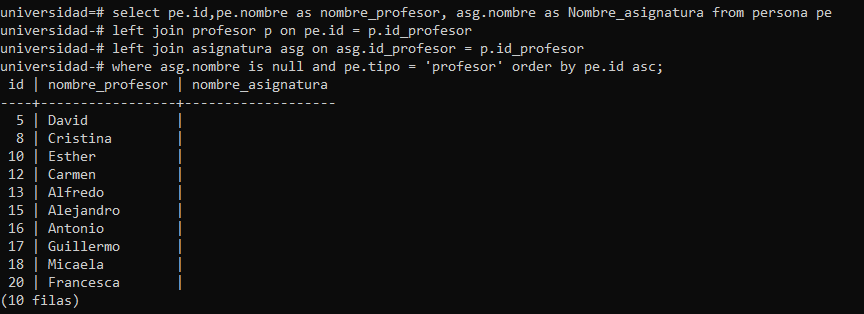 universidad=# select pe.id,pe.nombre as nombre_profesor, asg.nombre as Nombre_asignatura from persona pe
universidad-# left join profesor p on pe.id = p.id_profesor
universidad-# left join asignatura asg on asg.id_profesor = p.id_profesor
universidad-# where asg.nombre is null and pe.tipo = 'profesor' order by pe.id asc;
 id | nombre_profesor | nombre_asignatura
----+-----------------+-------------------
  5 | David           |
  8 | Cristina        |
 10 | Esther          |
 12 | Carmen          |
 13 | Alfredo         |
 15 | Alejandro       |
 16 | Antonio         |
 17 | Guillermo       |
 18 | Micaela         |
 20 | Francesca       |
(10 filas)